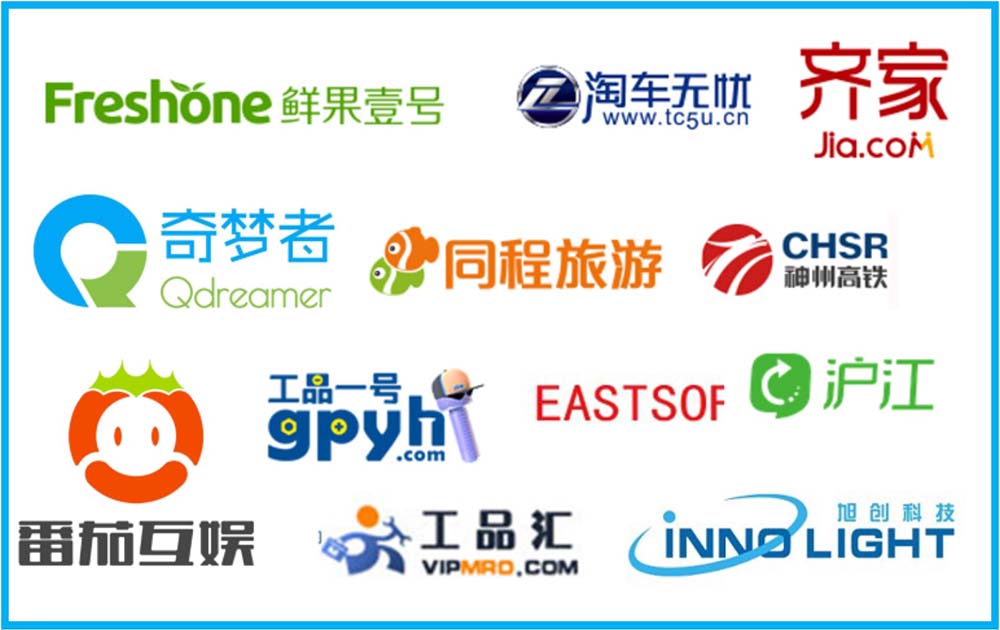 Freshone 鲜果壹号
淘车无忧
www.tc5u.cn
齐家
Jia.com
奇梦者
Qdreamer
同程旅游
CHSR
神州高铁
工品一号
gpyh
.com
EASTSOF
沪江
番茄互娱
工品汇
VIPMRO.COM
旭创科技
INNOLIGHT